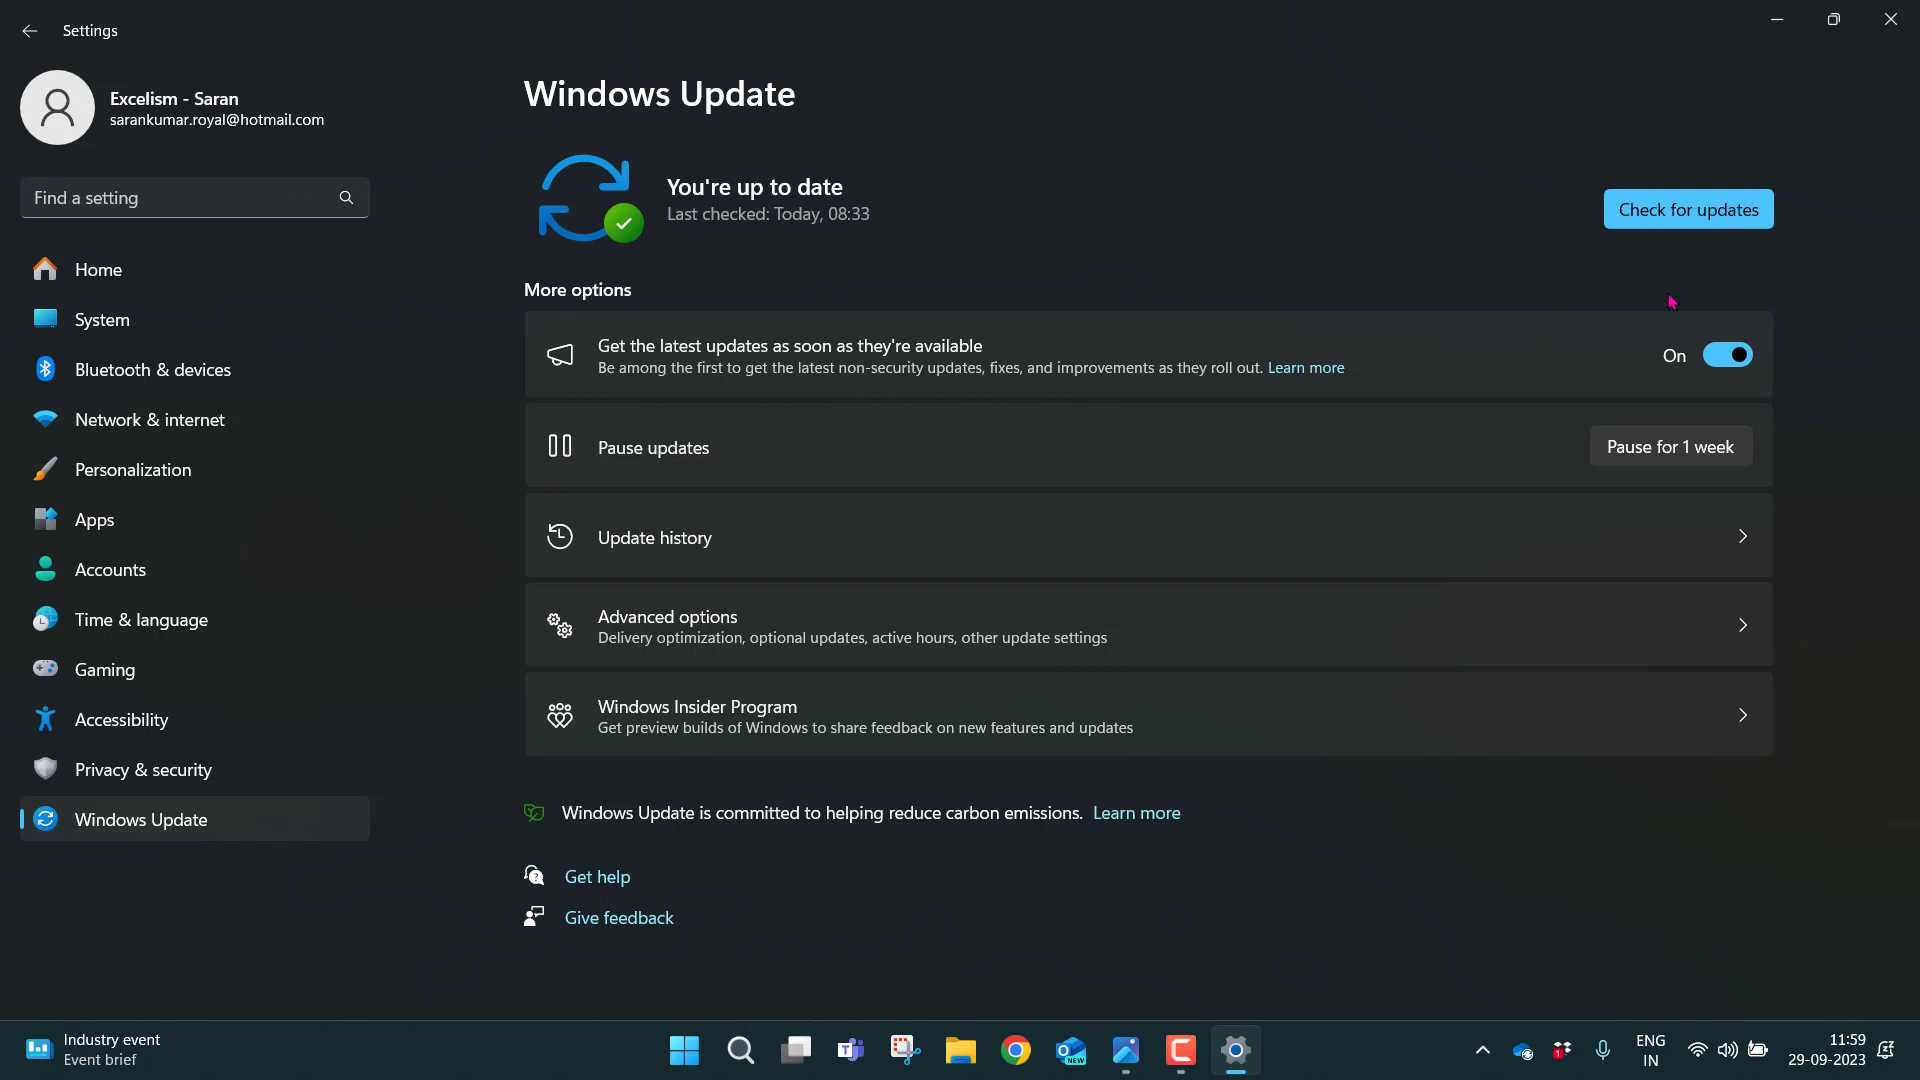 Settings
Excelism - Saran
sarankumar.royal@hotmail.com
Find a setting
Home
System
Bluetooth & devices
Network & internet
Personalization
Apps
Accounts
Time & language
Gaming
Accessibility
Privacy & security
Windows Update
Windows Update
You're up to date
Last checked: Today, 08:33
Check for updates
More options
Get the latest updates as soon as they're available
Be among the first to get the latest non-security updates, fixes, and improvements as they roll out. Learn more
On
Pause updates
Pause for 1 week
Update history
Advanced options
Delivery optimization, optional updates, active hours, other update settings
Windows Insider Program
Get preview builds of Windows to share feedback on new features and updates
Windows Update is committed to helping reduce carbon emissions. Learn more
Get help
Give feedback
Industry event
Event brief
NEW
1
ENG
IN
11:59
29-09-2023